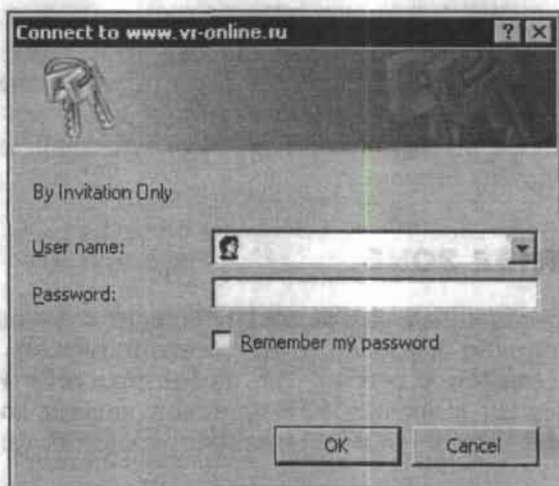 Connect to www.vr-online.ru
By Invitation Only
User name:
Password:
Remember my password
OK
Cancel